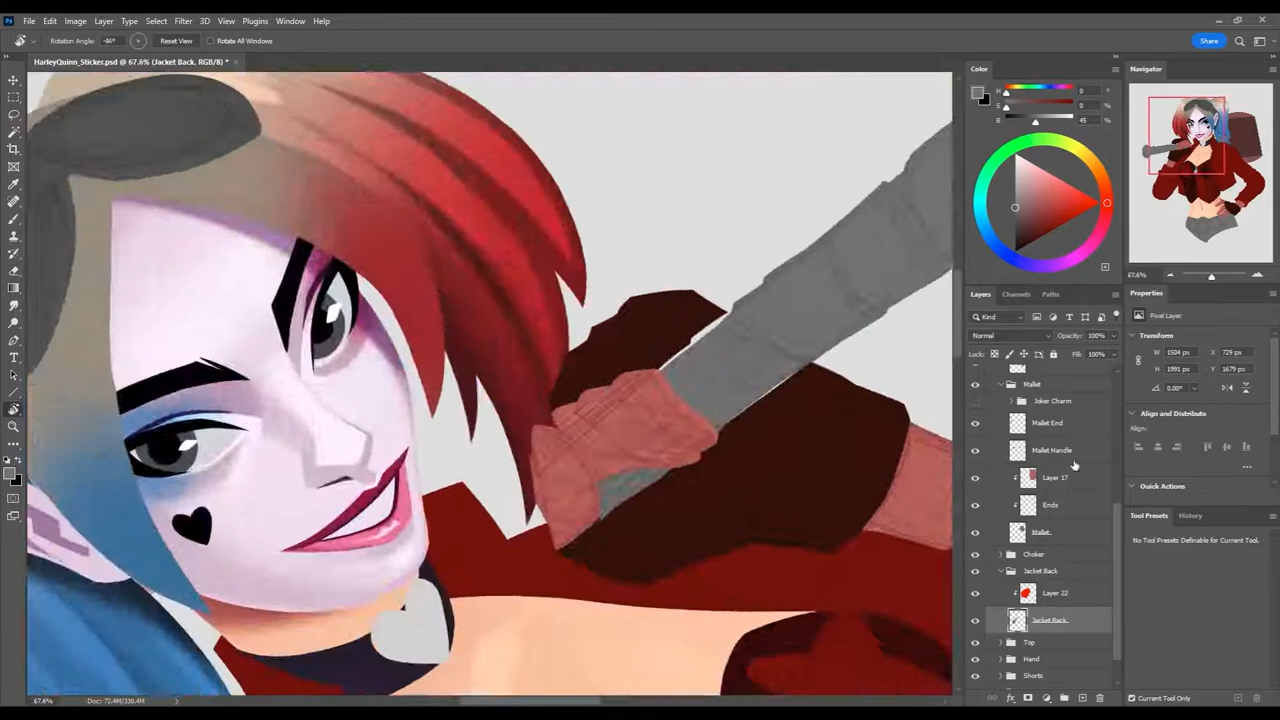 File Edit Image Layer Type Select Filter 3D View Plugins Window Help
Rotation Angle: -46° Reset View Rotate All Windows Share
HarleyQuinn_Sticker.psd @ 67.6% (Jacket Back, RGB/8) * ×
Color
H 0 °
S 0 %
B 45 %
Navigator
67.6%
Layers Channels Paths
Kind
Normal Opacity: 100%
Lock: Fill: 100%
Mallet
Joker Charm
Mallet End
Mallet Handle
Layer 17
Ends
Mallet
Choker
Jacket Back
Layer 22
Jacket Back
Top
Hand
Shorts
Properties
Pixel Layer
Transform
W 1504 px X 729 px
H 1991 px Y 1679 px
0.00°
Align and Distribute
Align:
Quick Actions
Tool Presets History
No Tool Presets Defined for Current Tool.
Current Tool Only
67.6% Doc: 72.4M/330.4M